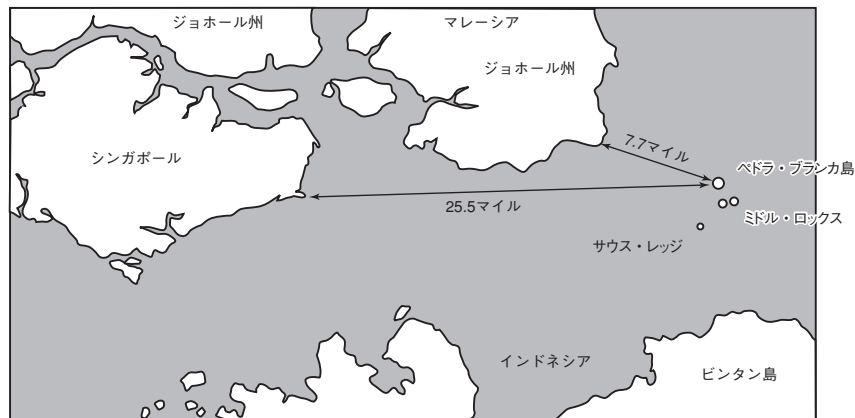 ジョホール州
マレーシア
ジョホール州
シンガポール
7.7マイル
ペドラ・ブランカ島
25.5マイル
ミドル・ロックス
サウス・レッジ
インドネシア
ビンタン島